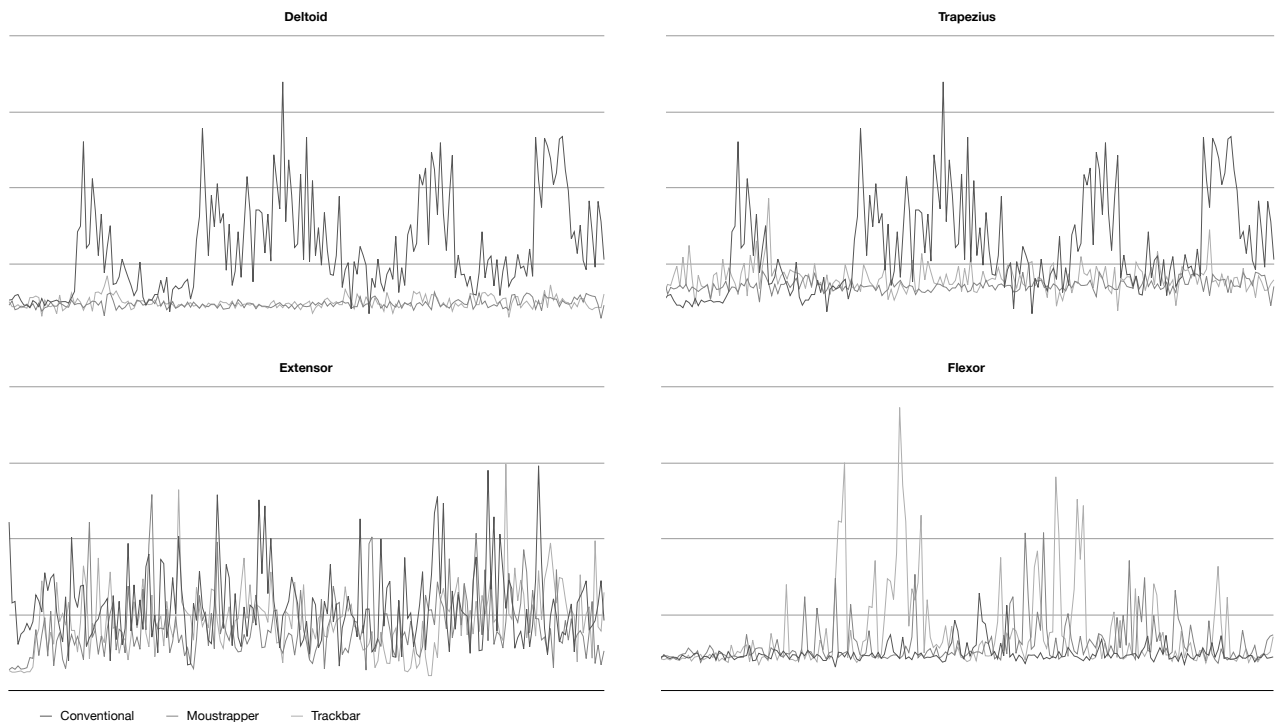 Deltoid
Trapezius
Extensor
Flexor
Conventional
Moustrapper
Trackbar